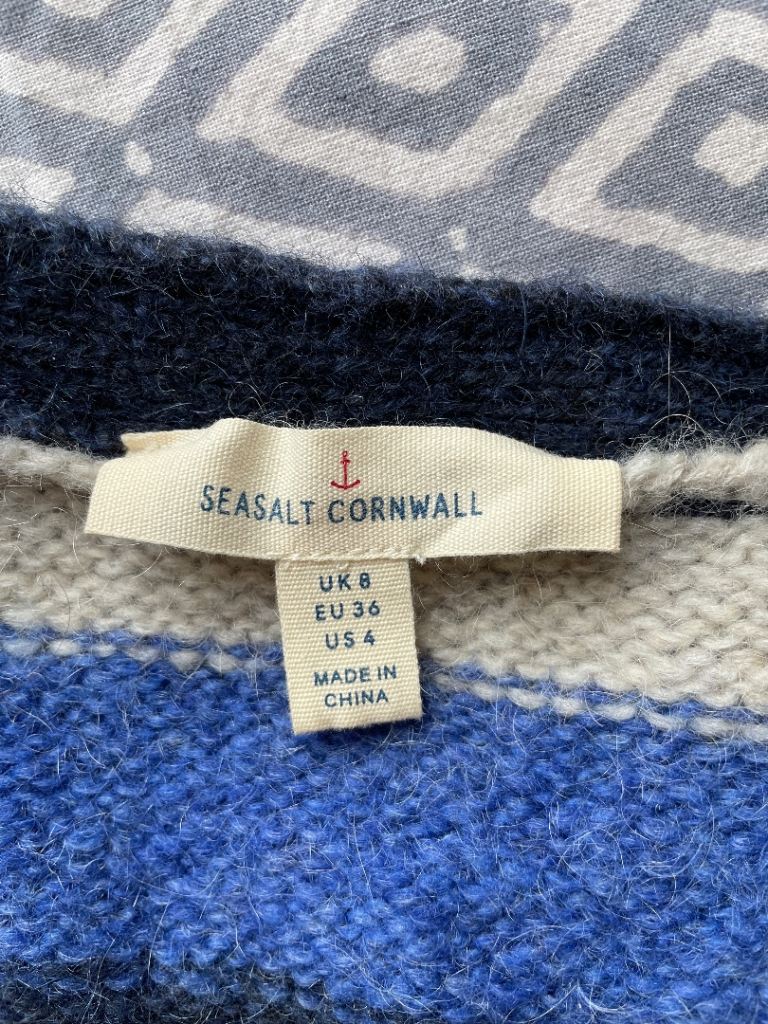 SEASALT CORNWALL
UK 8
EU 36
US 4
MADE IN
CHINA